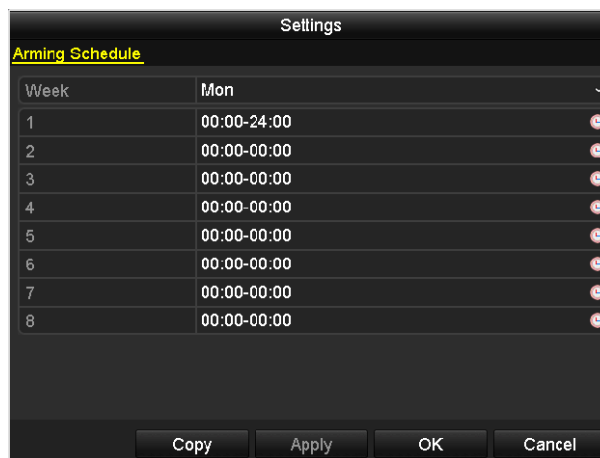 Settings
Arming Schedule
Week Mon
1 00:00-24:00
2 00:00-00:00
3 00:00-00:00
4 00:00-00:00
5 00:00-00:00
6 00:00-00:00
7 00:00-00:00
8 00:00-00:00
Copy Apply OK Cancel